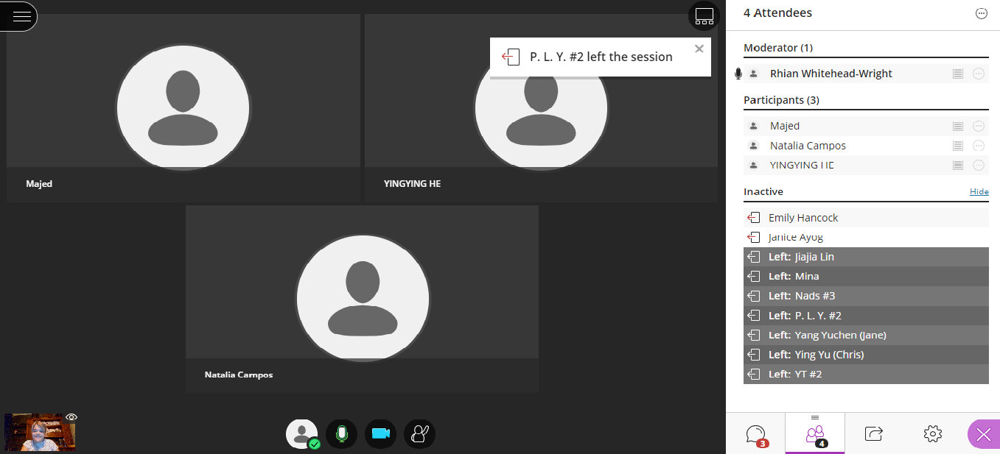 P. L. Y. #2 left the session
Majed
YINGYING HE
Natalia Campos
4 Attendees
Moderator (1)
Rhian Whitehead-Wright
Participants (3)
Majed
Natalia Campos
YINGYING HE
Inactive
Hide
Emily Hancock
Janice Ayog
Left: Jiajia Lin
Left: Mina
Left: Nads #3
Left: P. L. Y. #2
Left: Yang Yuchen (Jane)
Left: Ying Yu (Chris)
Left: YT #2
3
4